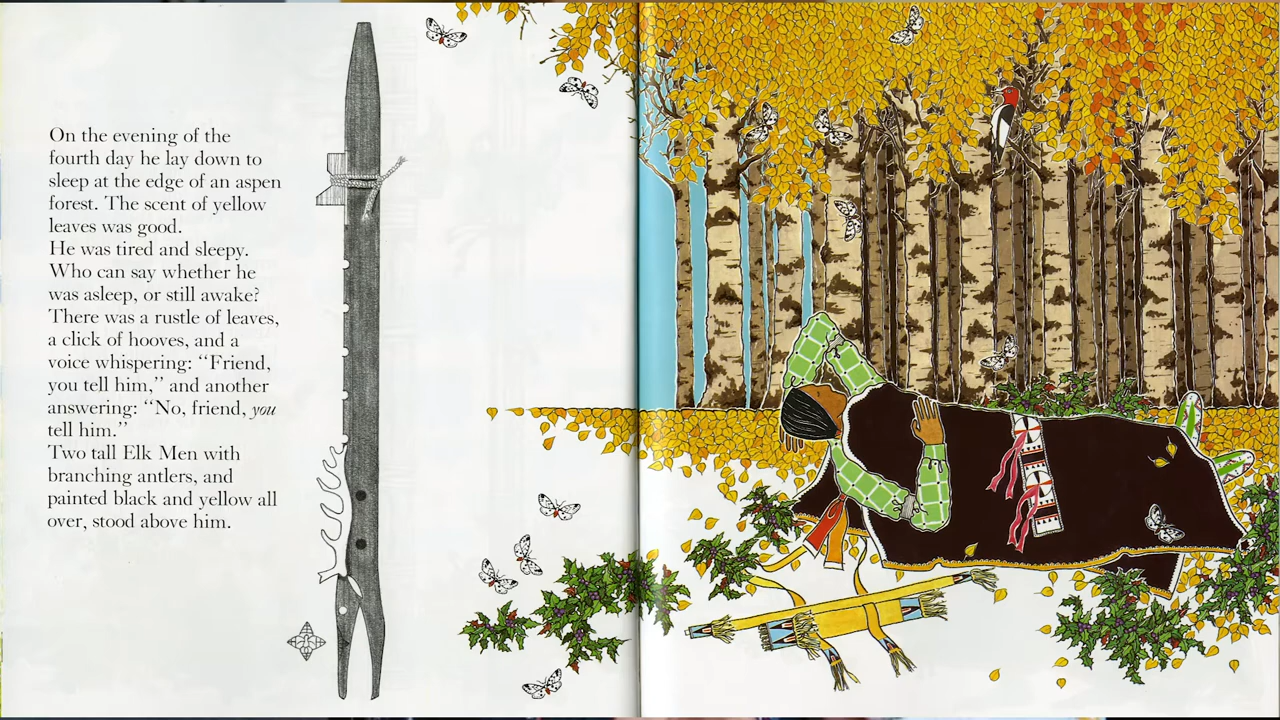 On the evening of the
fourth day he lay down to
sleep at the edge of an aspen
forest. The scent of yellow
leaves was good.
He was tired and sleepy.
Who can say whether he
was asleep, or still awake?
There was a rustle of leaves,
a click of hooves, and a
voice whispering: “Friend,
you tell him,” and another
answering: “No, friend, you
tell him.”
Two tall Elk Men with
branching antlers, and
painted black and yellow all
over, stood above him.